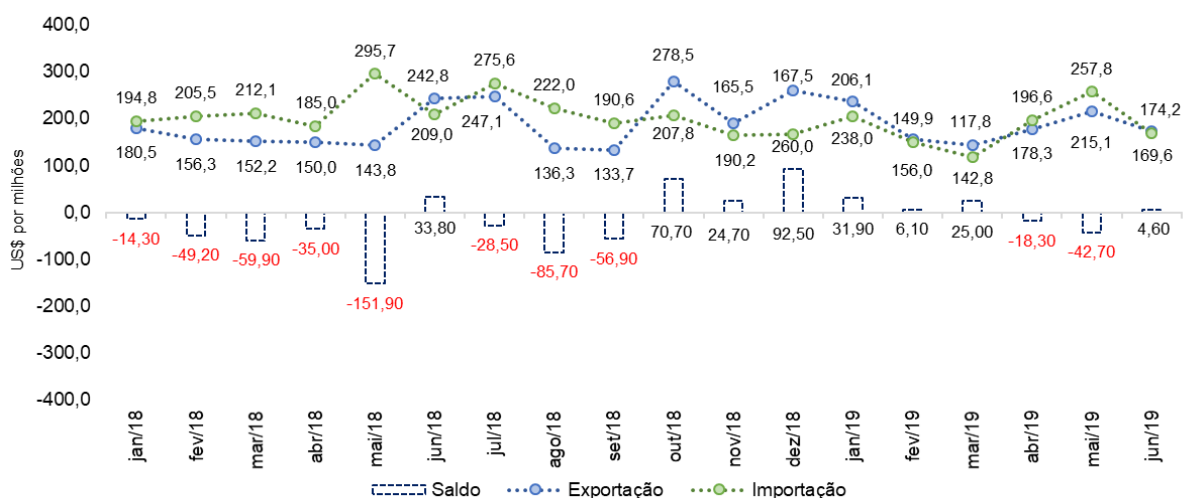 US$ por milhões
400,0
300,0
200,0
100,0
0,0
-100,0
-200,0
-300,0
-400,0
194,8 205,5 212,1 185,0 295,7 242,8 275,6 222,0 190,6 278,5 165,5 167,5 206,1 149,9 117,8 196,6 257,8 174,2
180,5 156,3 152,2 150,0 143,8 209,0 247,1 136,3 133,7 207,8 190,2 260,0 238,0 156,0 142,8 178,3 215,1 169,6
-14,30 -49,20 -59,90 -35,00 -151,90 33,80 -28,50 -85,70 -56,90 70,70 24,70 92,50 31,90 6,10 25,00 -18,30 -42,70 4,60
jan/18 fev/18 mar/18 abr/18 mai/18 jun/18 jul/18 ago/18 set/18 out/18 nov/18 dez/18 jan/19 fev/19 mar/19 abr/19 mai/19 jun/19
Saldo Exportação Importação